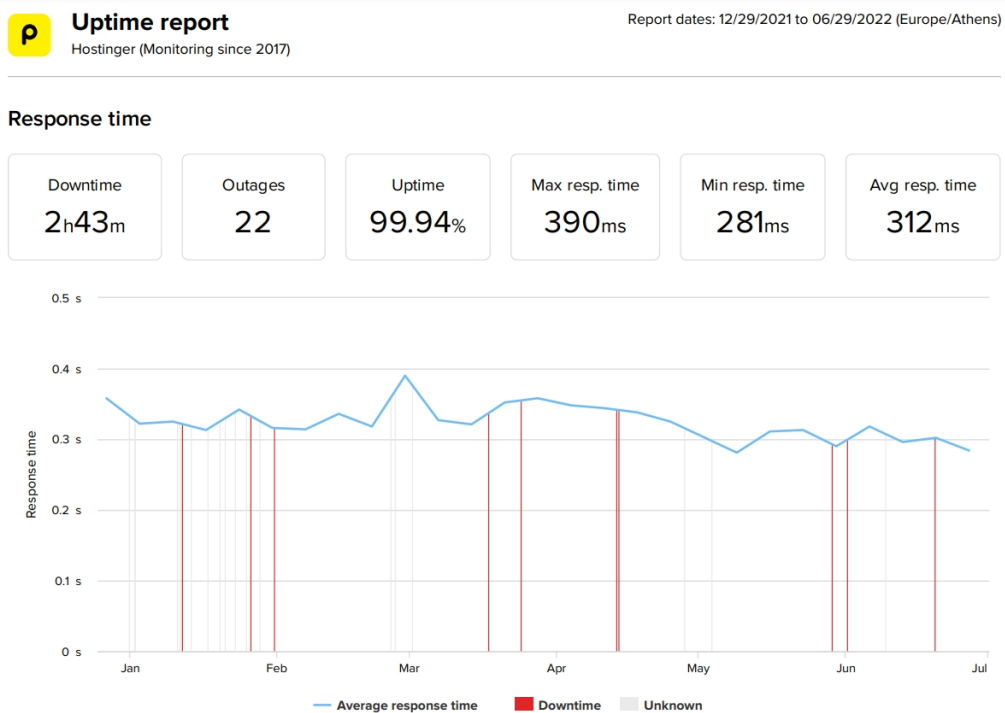 p
Uptime report
Report dates: 12/29/2021 to 06/29/2022 (Europe/Athens)
Hostinger (Monitoring since 2017)
Response time
Downtime
2h43m
Outages
22
Uptime
99.94%
Max resp. time
390ms
Min resp. time
281ms
Avg resp. time
312ms
0.5 s
0.4 s
0.3 s
0.2 s
0.1 s
0 s
Response time
Jan Feb Mar Apr May Jun Jul
Average response time Downtime Unknown